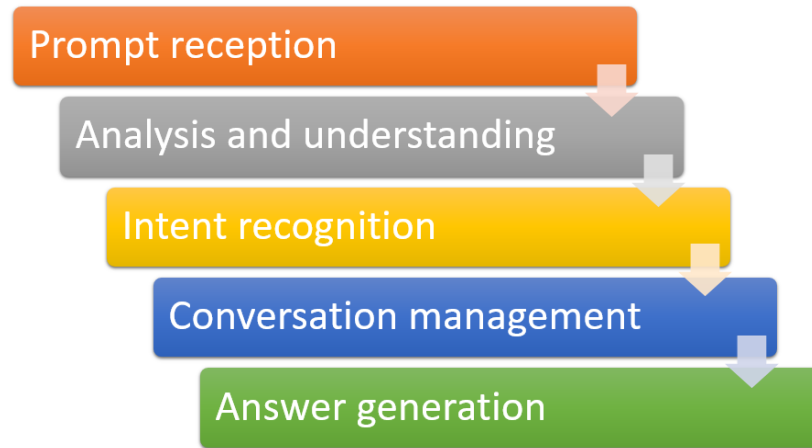 Prompt reception
Analysis and understanding
Intent recognition
Conversation management
Answer generation